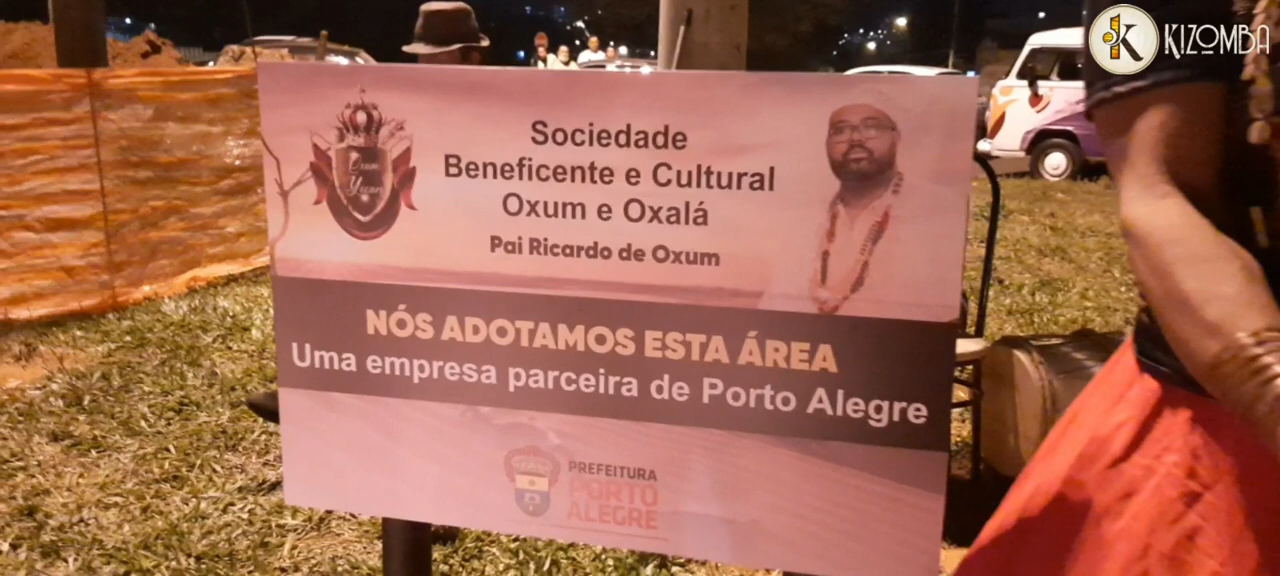 KIZOMBA
Sociedade
Beneficente e Cultural
Oxum e Oxalá
Pai Ricardo de Oxum
NÓS ADOTAMOS ESTA ÁREA
Uma empresa parceira de Porto Alegre
PREFEITURA
PORTO
ALEGRE